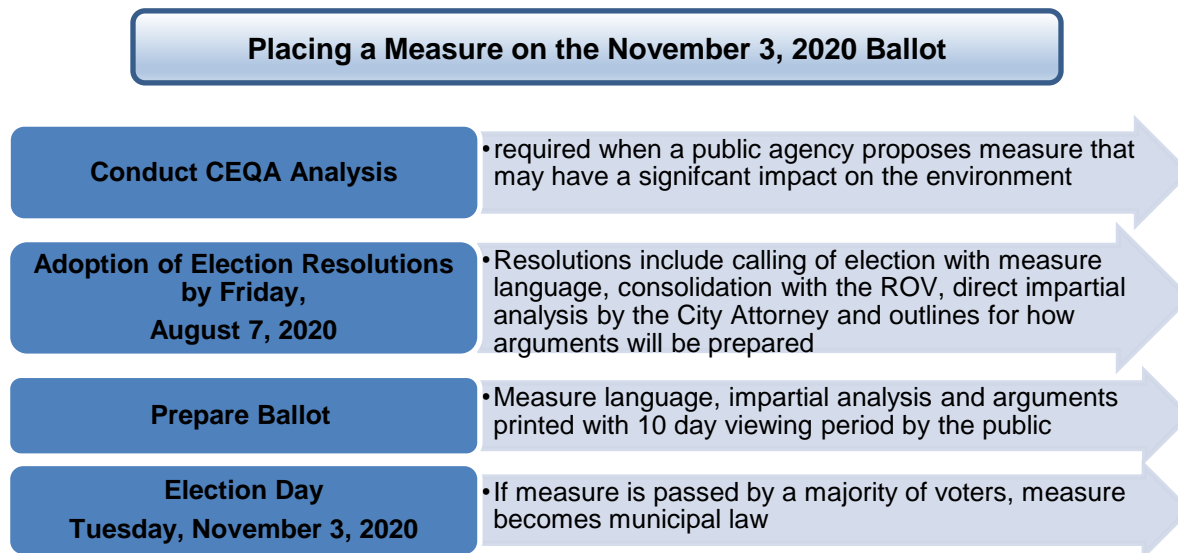 Placing a Measure on the November 3, 2020 Ballot
Conduct CEQA Analysis
•required when a public agency proposes measure that
may have a signifcant impact on the environment
Adoption of Election Resolutions
by Friday,
August 7, 2020
•Resolutions include calling of election with measure
language, consolidation with the ROV, direct impartial
analysis by the City Attorney and outlines for how
arguments will be prepared
Prepare Ballot
•Measure language, impartial analysis and arguments
printed with 10 day viewing period by the public
Election Day
Tuesday, November 3, 2020
•If measure is passed by a majority of voters, measure
becomes municipal law